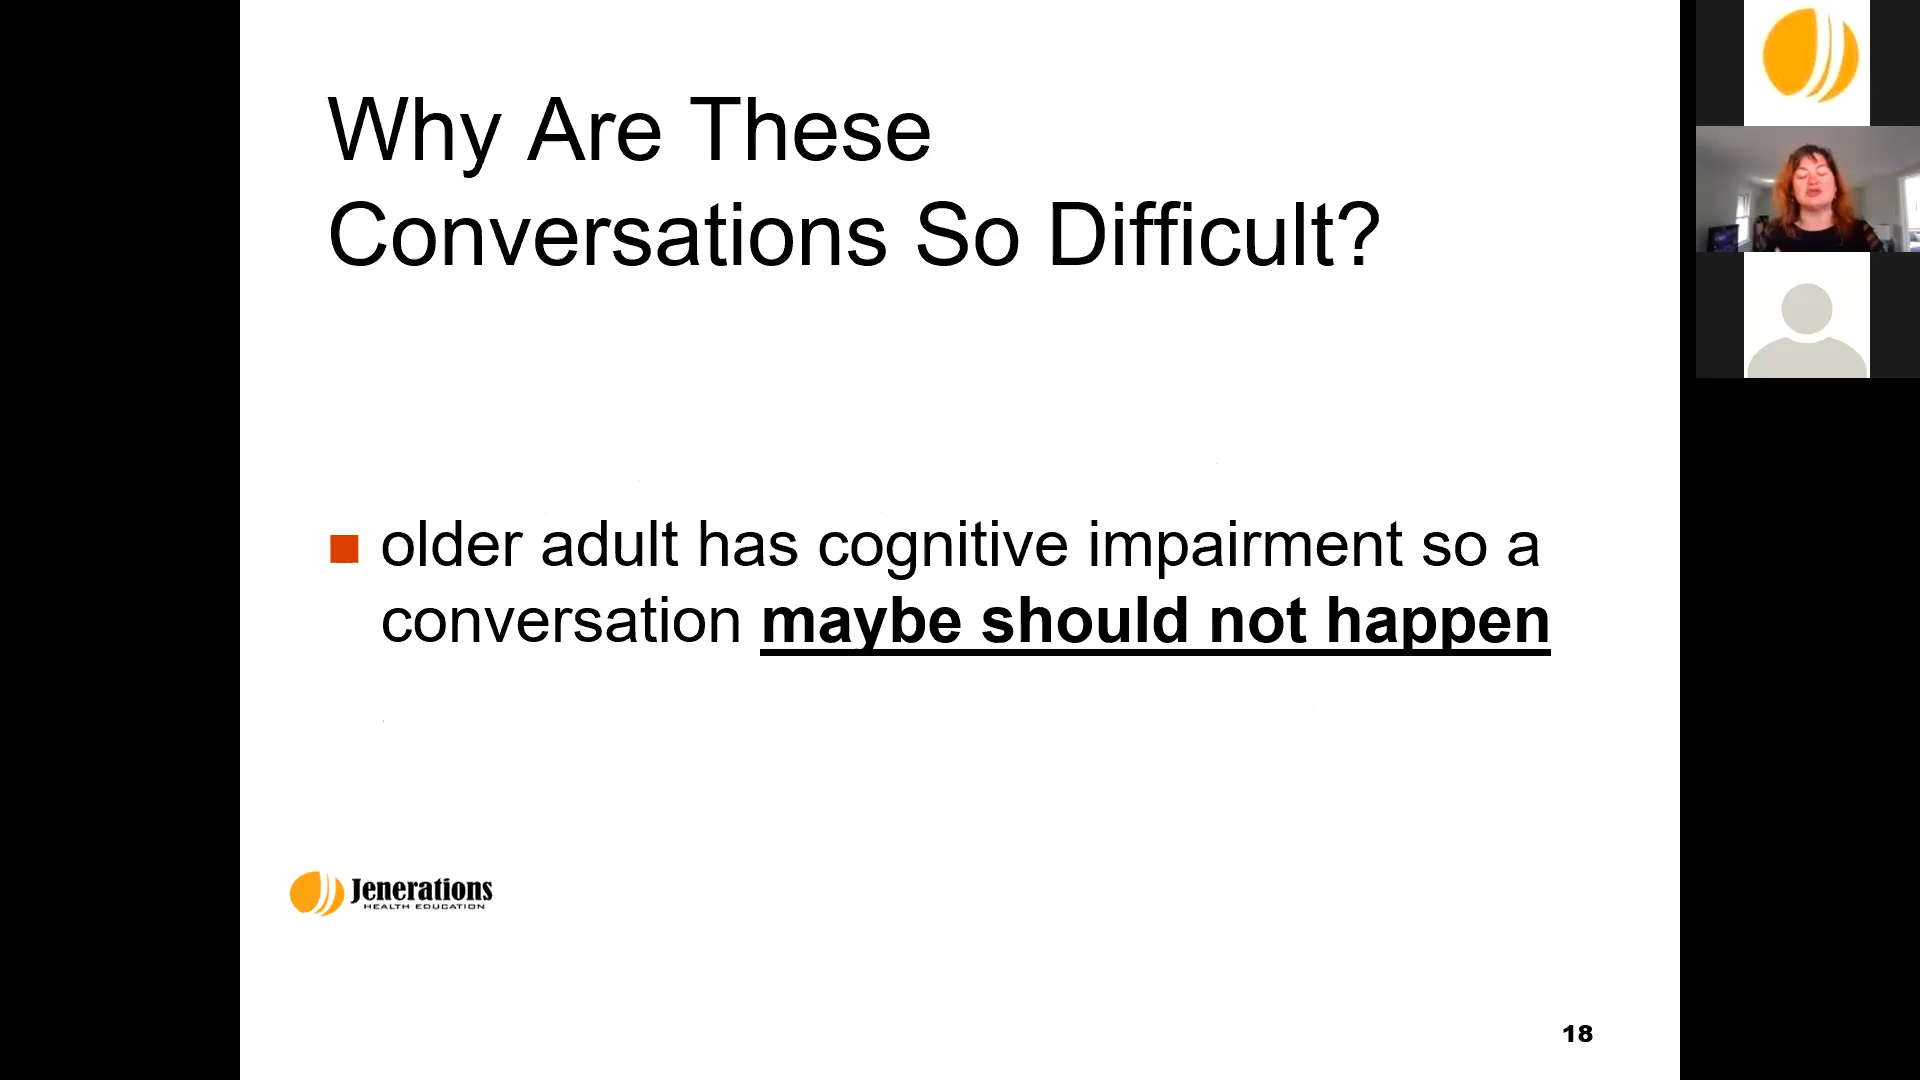 Why Are These
Conversations So Difficult?
older adult has cognitive impairment so a
conversation maybe should not happen
Jenerations
HEALTH EDUCATION
18